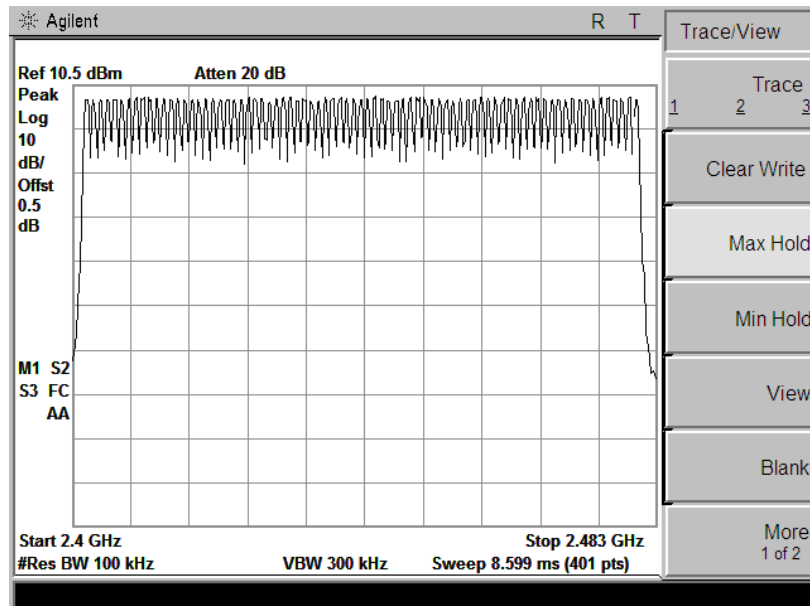 Agilent
R T
Trace/View
Ref 10.5 dBm Atten 20 dB
Peak
Log
10
dB/
Offst
0.5
dB
M1 S2
S3 FC
AA
Start 2.4 GHz Stop 2.483 GHz
#Res BW 100 kHz VBW 300 kHz Sweep 8.599 ms (401 pts)
Trace
1 2 3
Clear Write
Max Hold
Min Hold
View
Blank
More
1 of 2